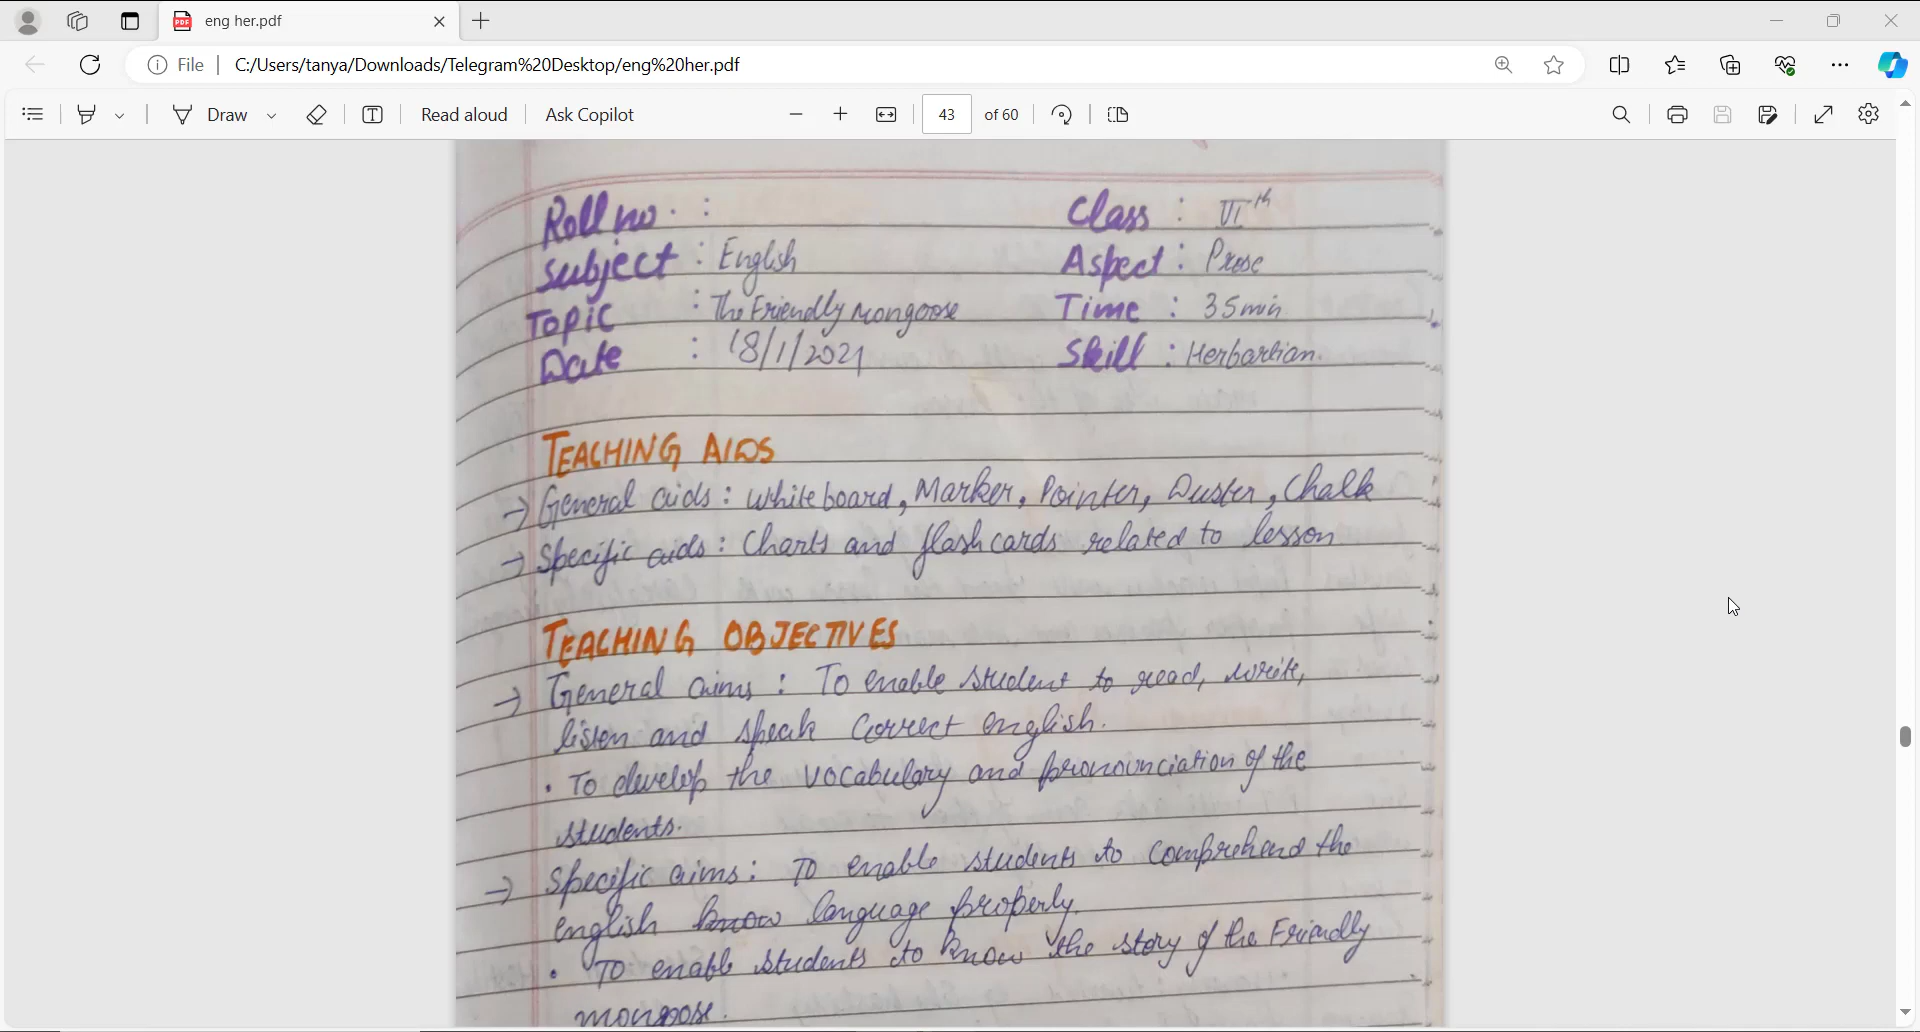 eng her.pdf
File C:/Users/tanya/Downloads/Telegram%20Desktop/eng%20her.pdf
Draw Read aloud Ask Copilot 43 of 60
Roll no. : Class : VIth
Subject : English Aspect : Prose
Topic : The Friendly Mongoose Time : 35min
Date : 18/1/2021 Skill : Herbartian.
TEACHING AIDS
→ General aids : White board, Marker, Pointer, Duster, Chalk
→ Specific aids : Charts and flash cards related to lesson
TEACHING OBJECTIVES
→ General aims : To enable student to read, write,
listen and speak correct english.
• To develop the vocabulary and pronounciation of the
students.
→ Specific aims : To enable students to comprehend the
english know language properly.
• To enable students to know the story of the Friendly
mongoose.